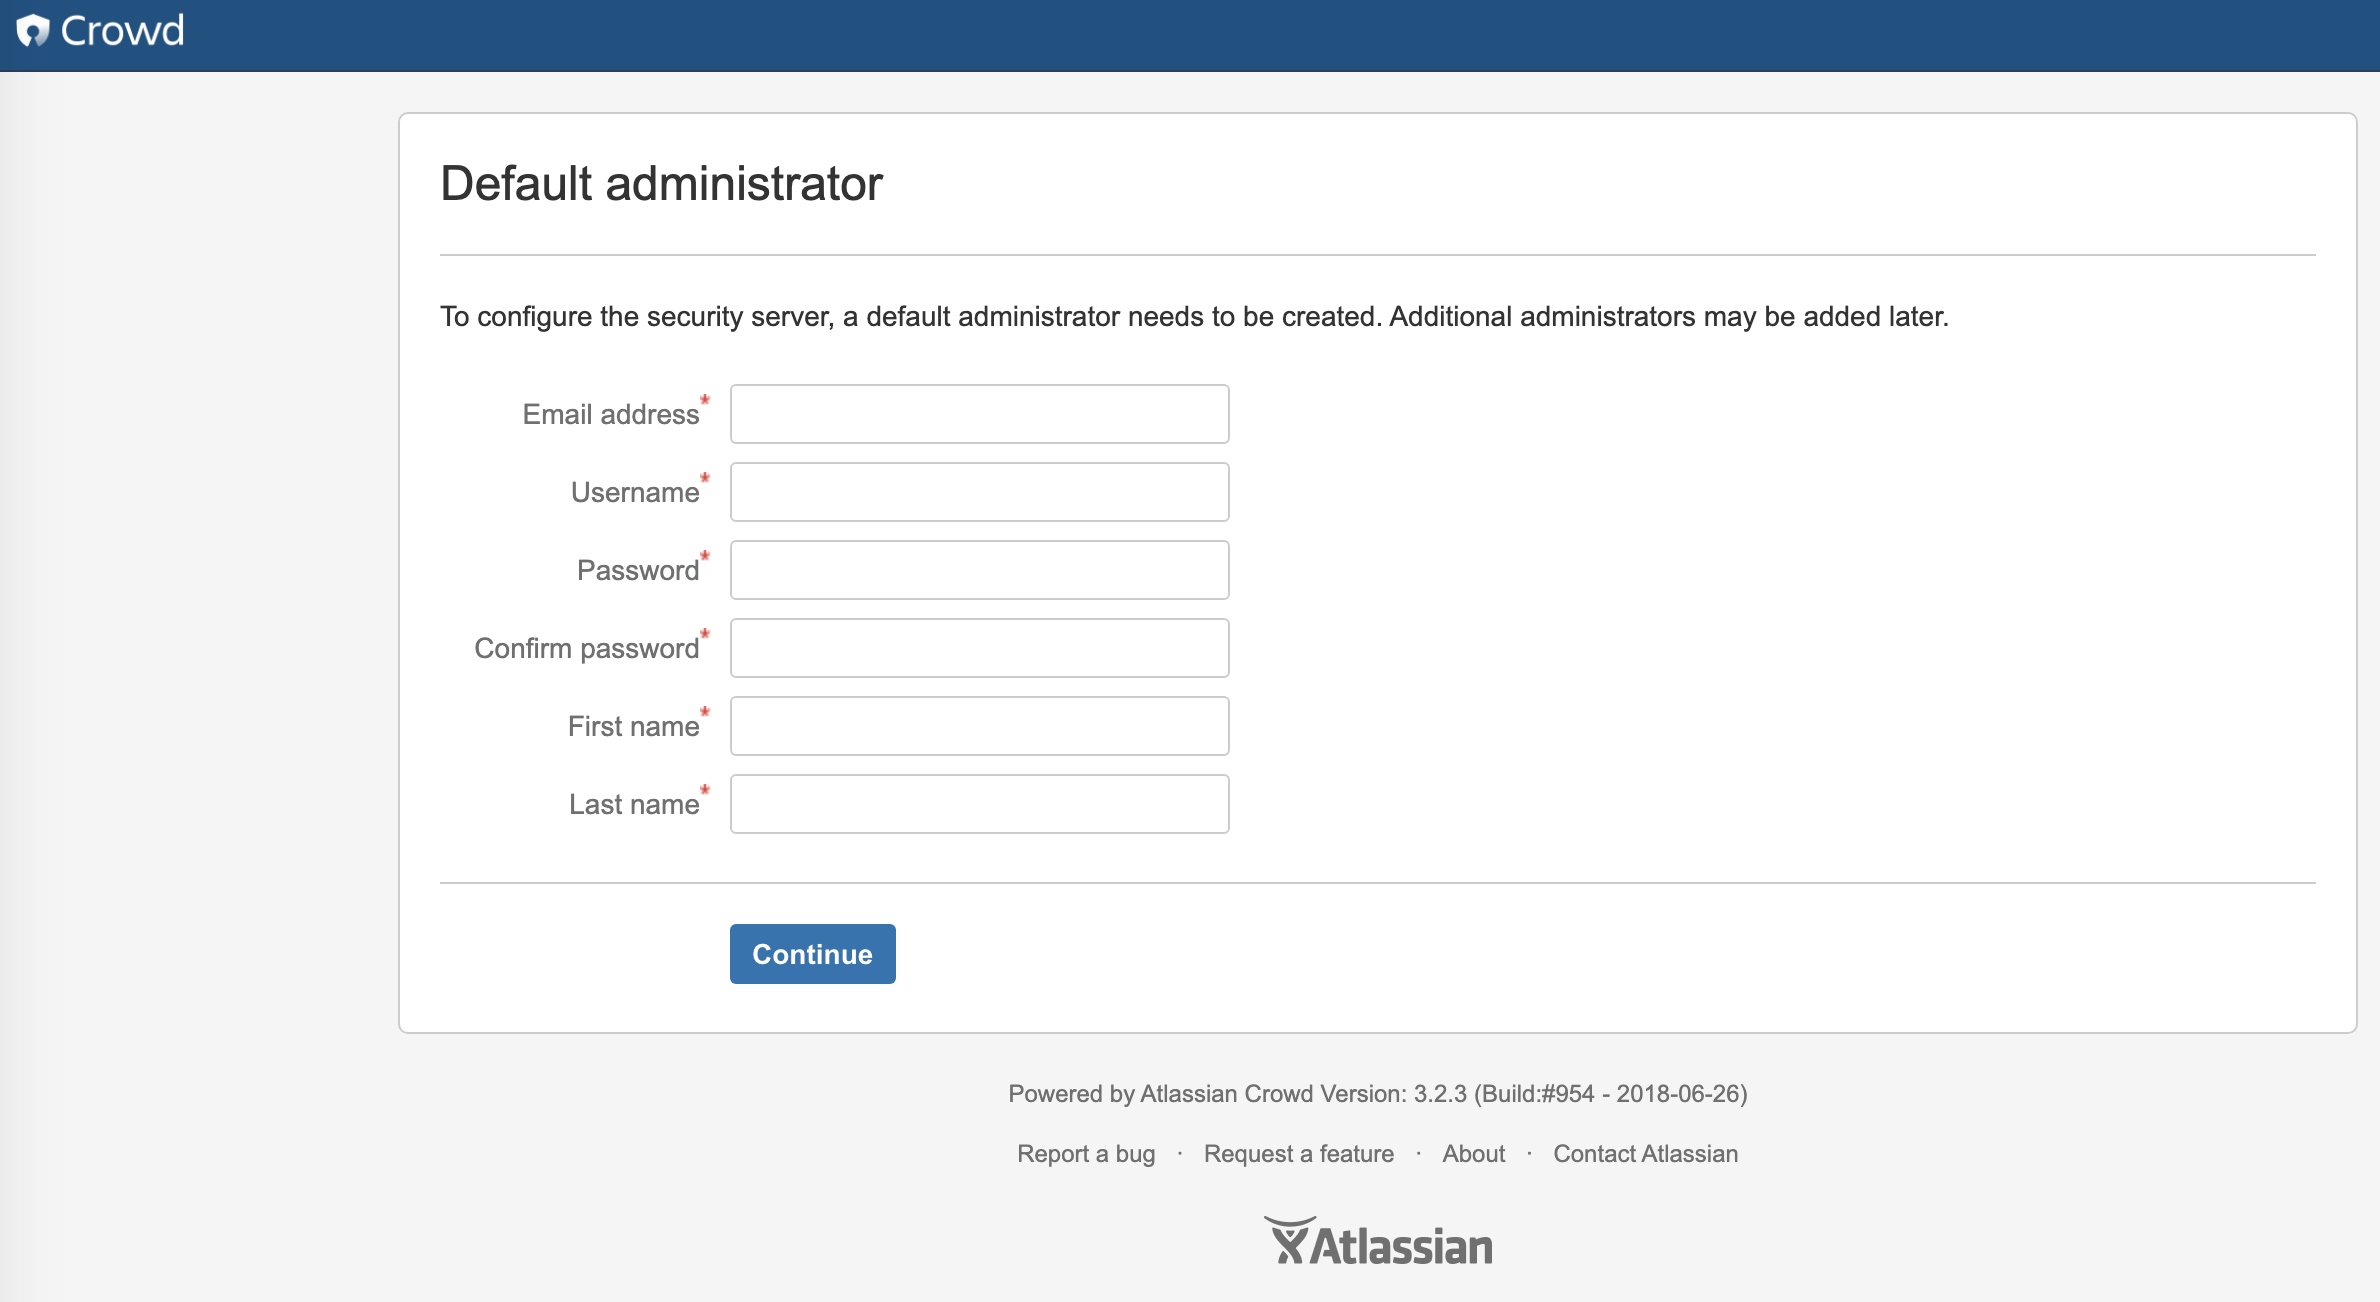 Crowd
Default administrator
To configure the security server, a default administrator needs to be created. Additional administrators may be added later.
Email address*
Username*
Password*
Confirm password*
First name*
Last name*
Continue
Powered by Atlassian Crowd Version: 3.2.3 (Build:#954 - 2018-06-26)
Report a bug · Request a feature · About · Contact Atlassian
Atlassian